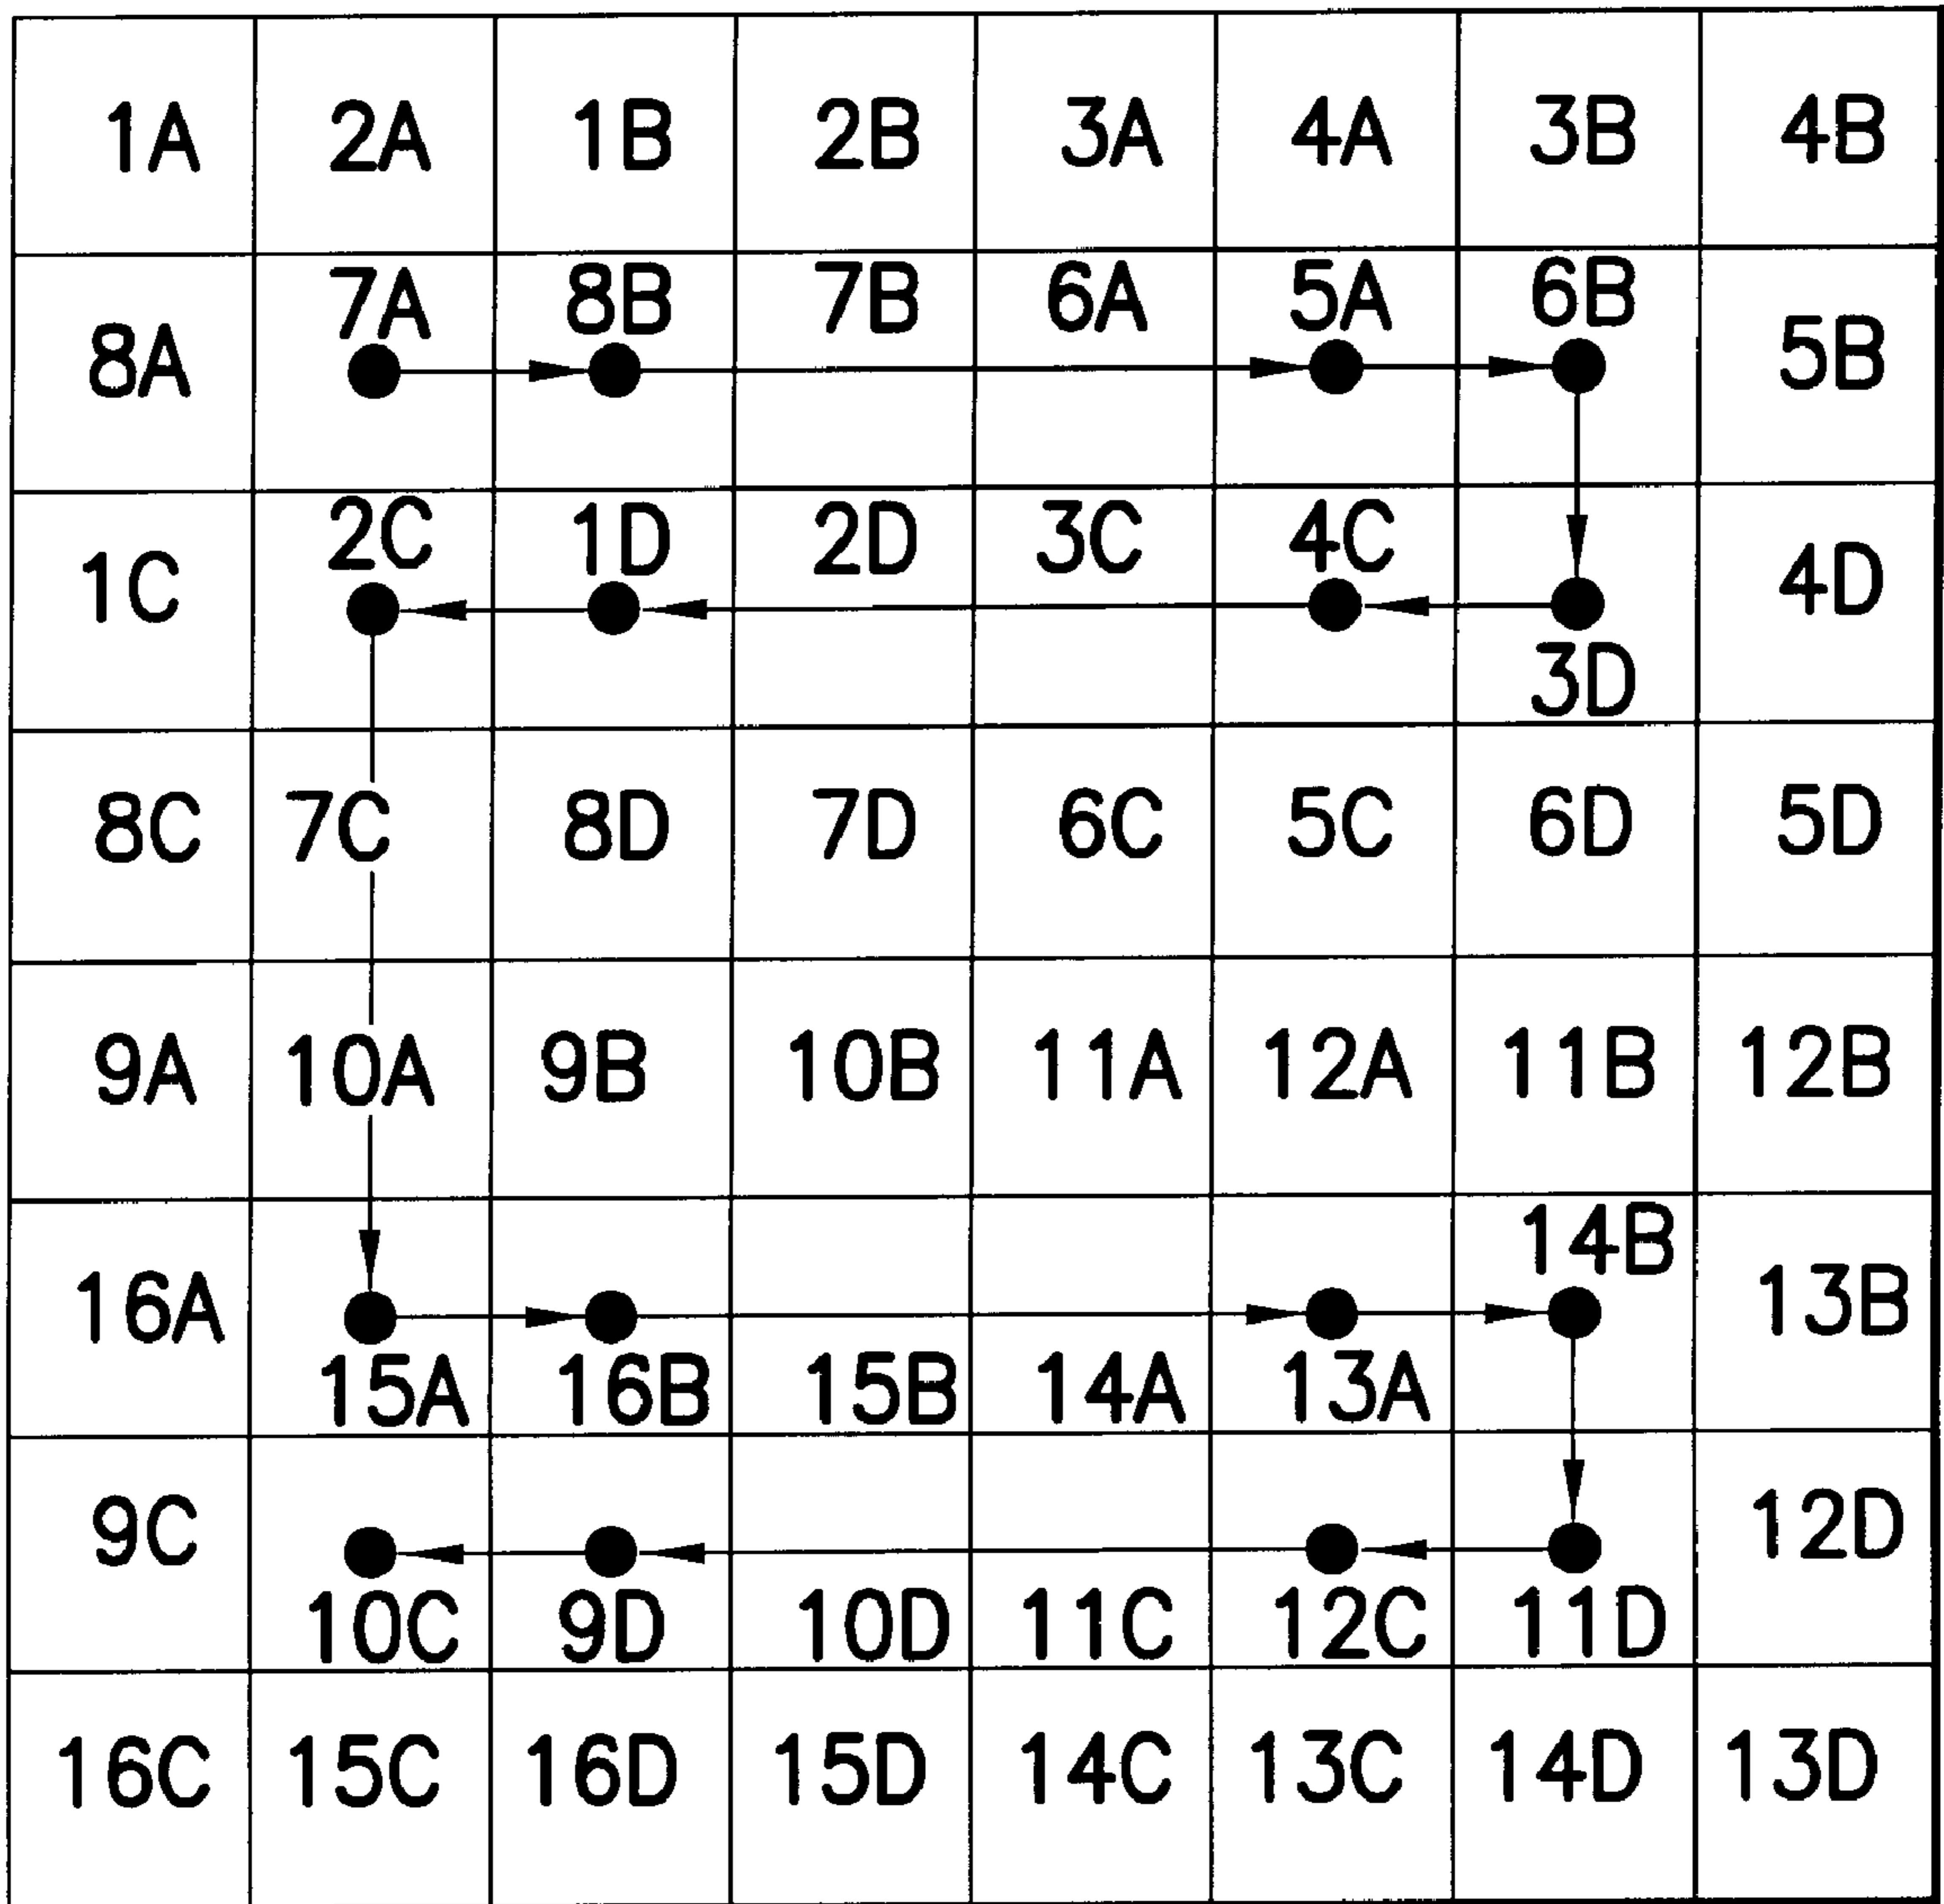 1A 2A 1B 2B 3A 4A 3B 4B
8A 7A 8B 7B 6A 5A 6B 5B
1C 2C 1D 2D 3C 4C 3D 4D
8C 7C 8D 7D 6C 5C 6D 5D
9A 10A 9B 10B 11A 12A 11B 12B
16A 15A 16B 15B 14A 13A 14B 13B
9C 10C 9D 10D 11C 12C 11D 12D
16C 15C 16D 15D 14C 13C 14D 13D